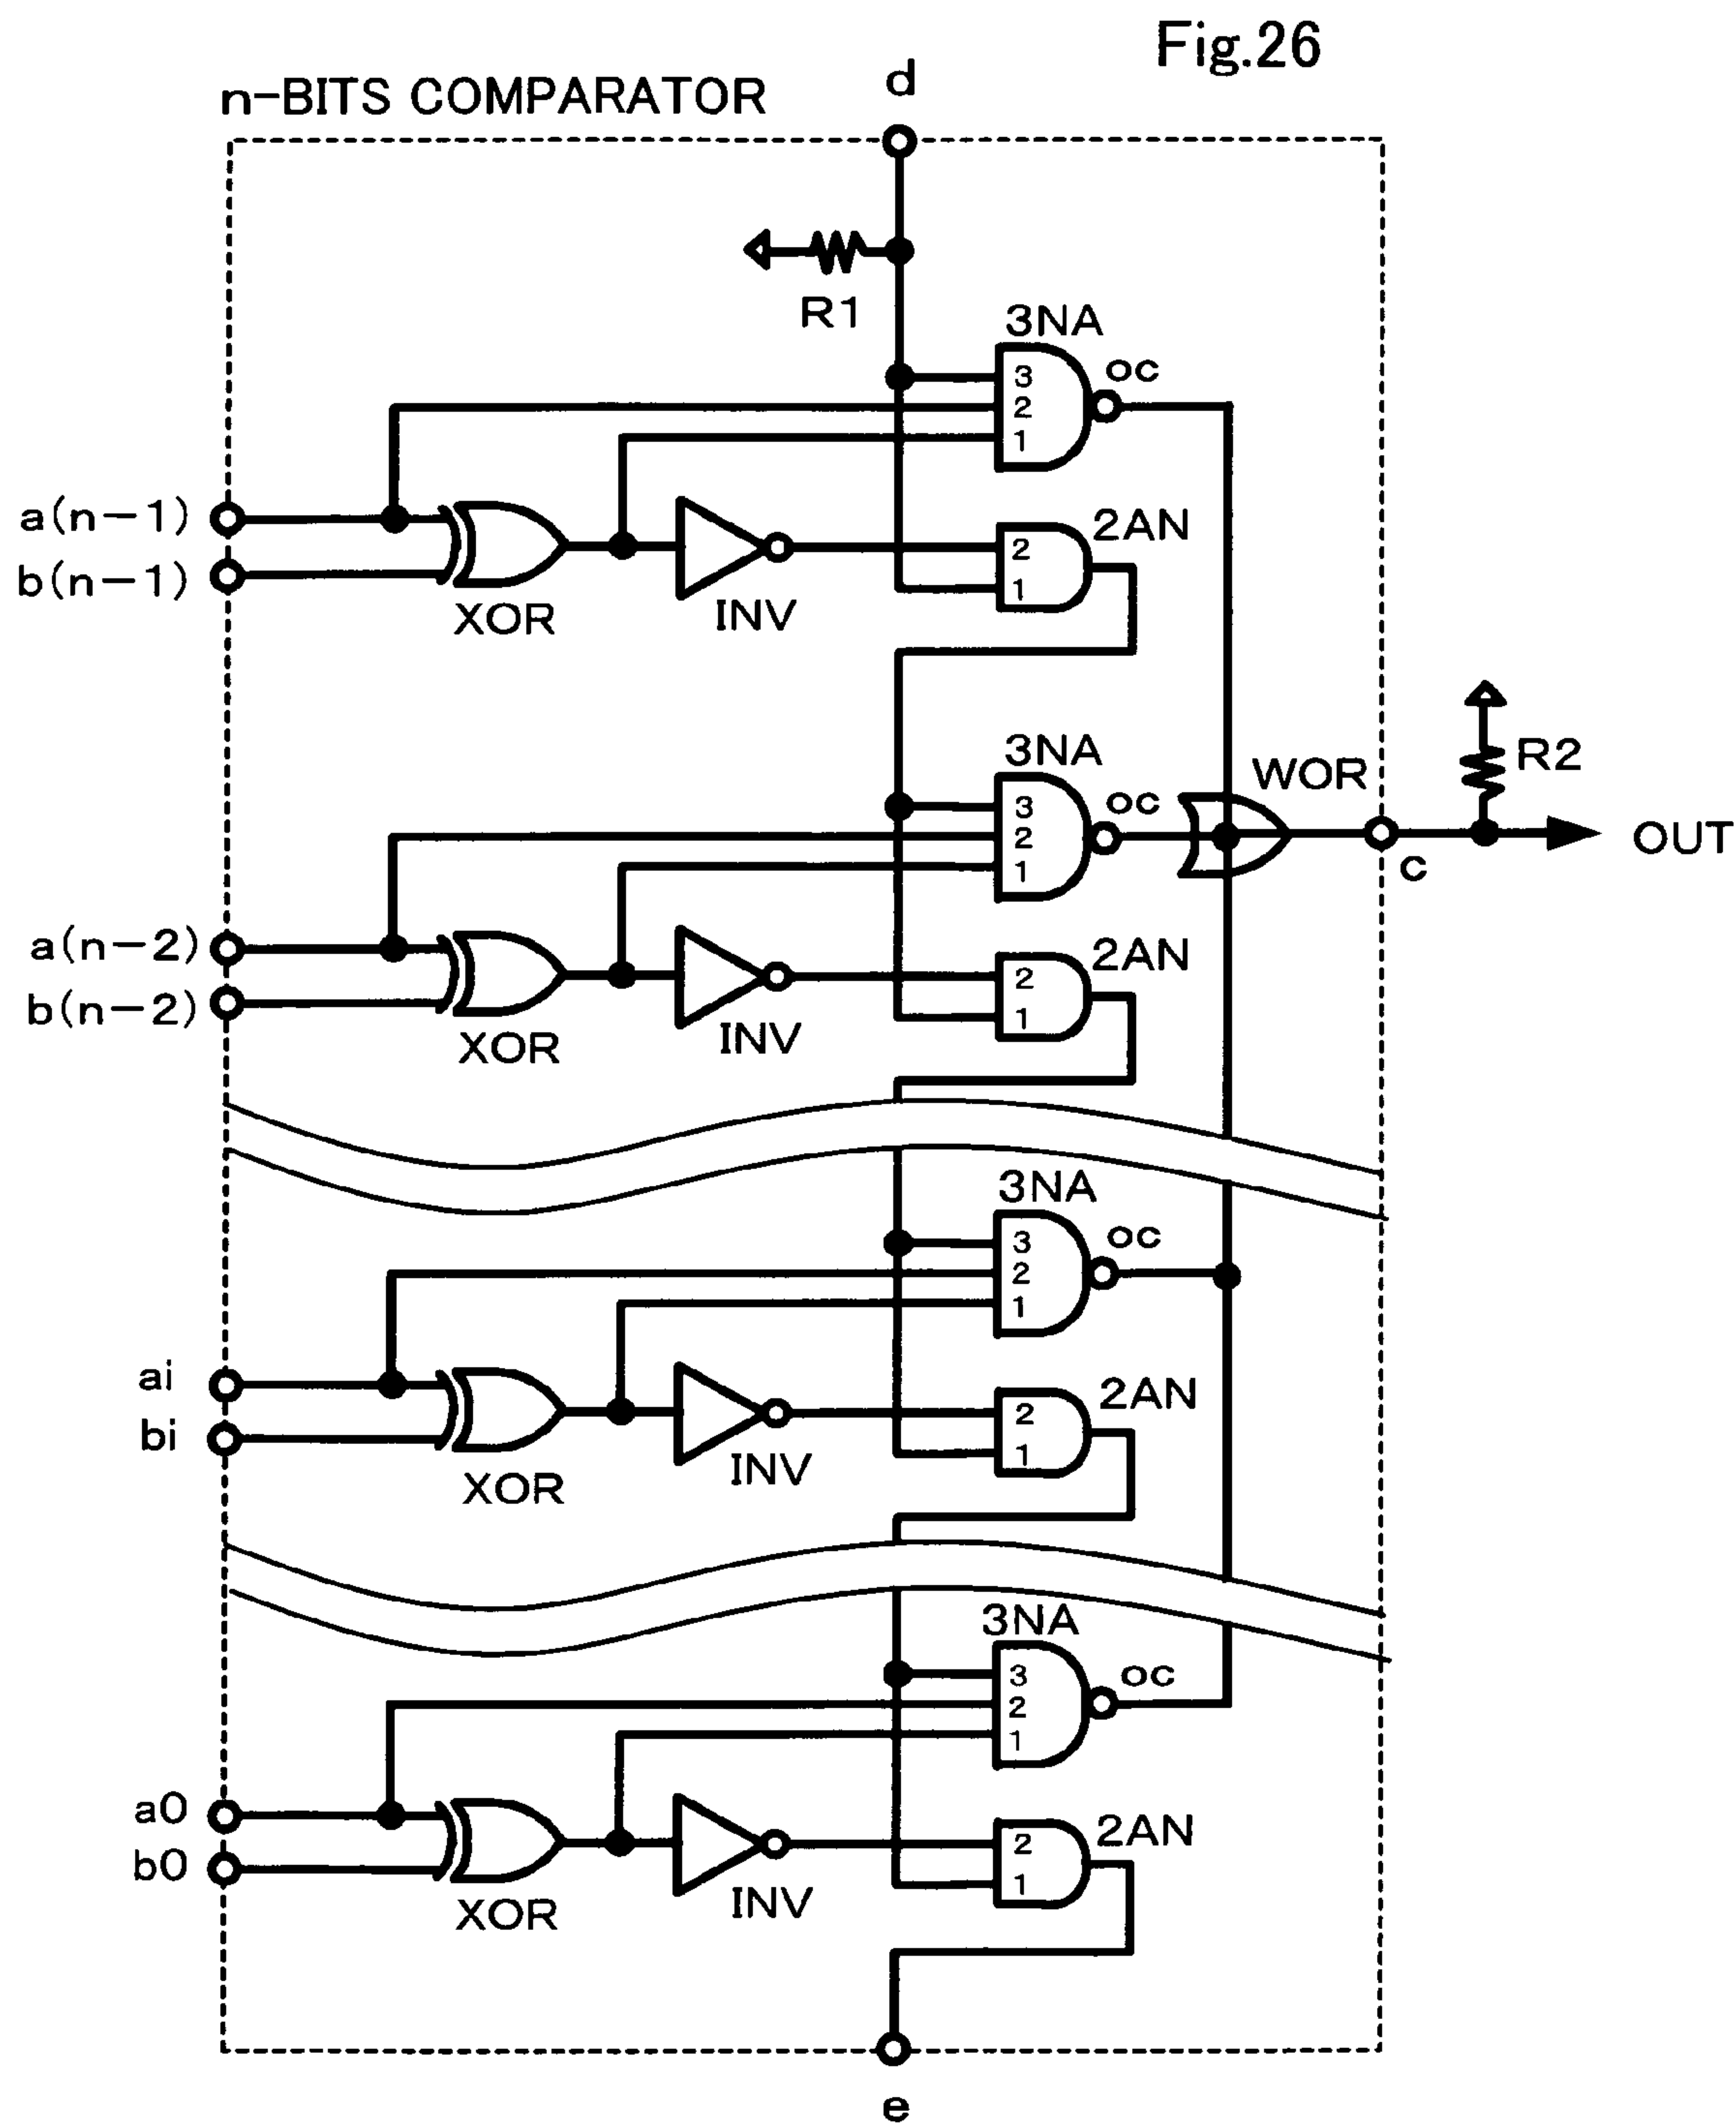 Fig.26
n-BITS COMPARATOR
d
R1
3NA
oc
3
2
1
a(n-1)
b(n-1)
XOR
INV
2AN
2
1
3NA
oc
3
2
1
WOR
R2
OUT
c
a(n-2)
b(n-2)
XOR
INV
2AN
2
1
3NA
oc
3
2
1
ai
bi
XOR
INV
2AN
2
1
3NA
oc
3
2
1
a0
b0
XOR
INV
2AN
2
1
e